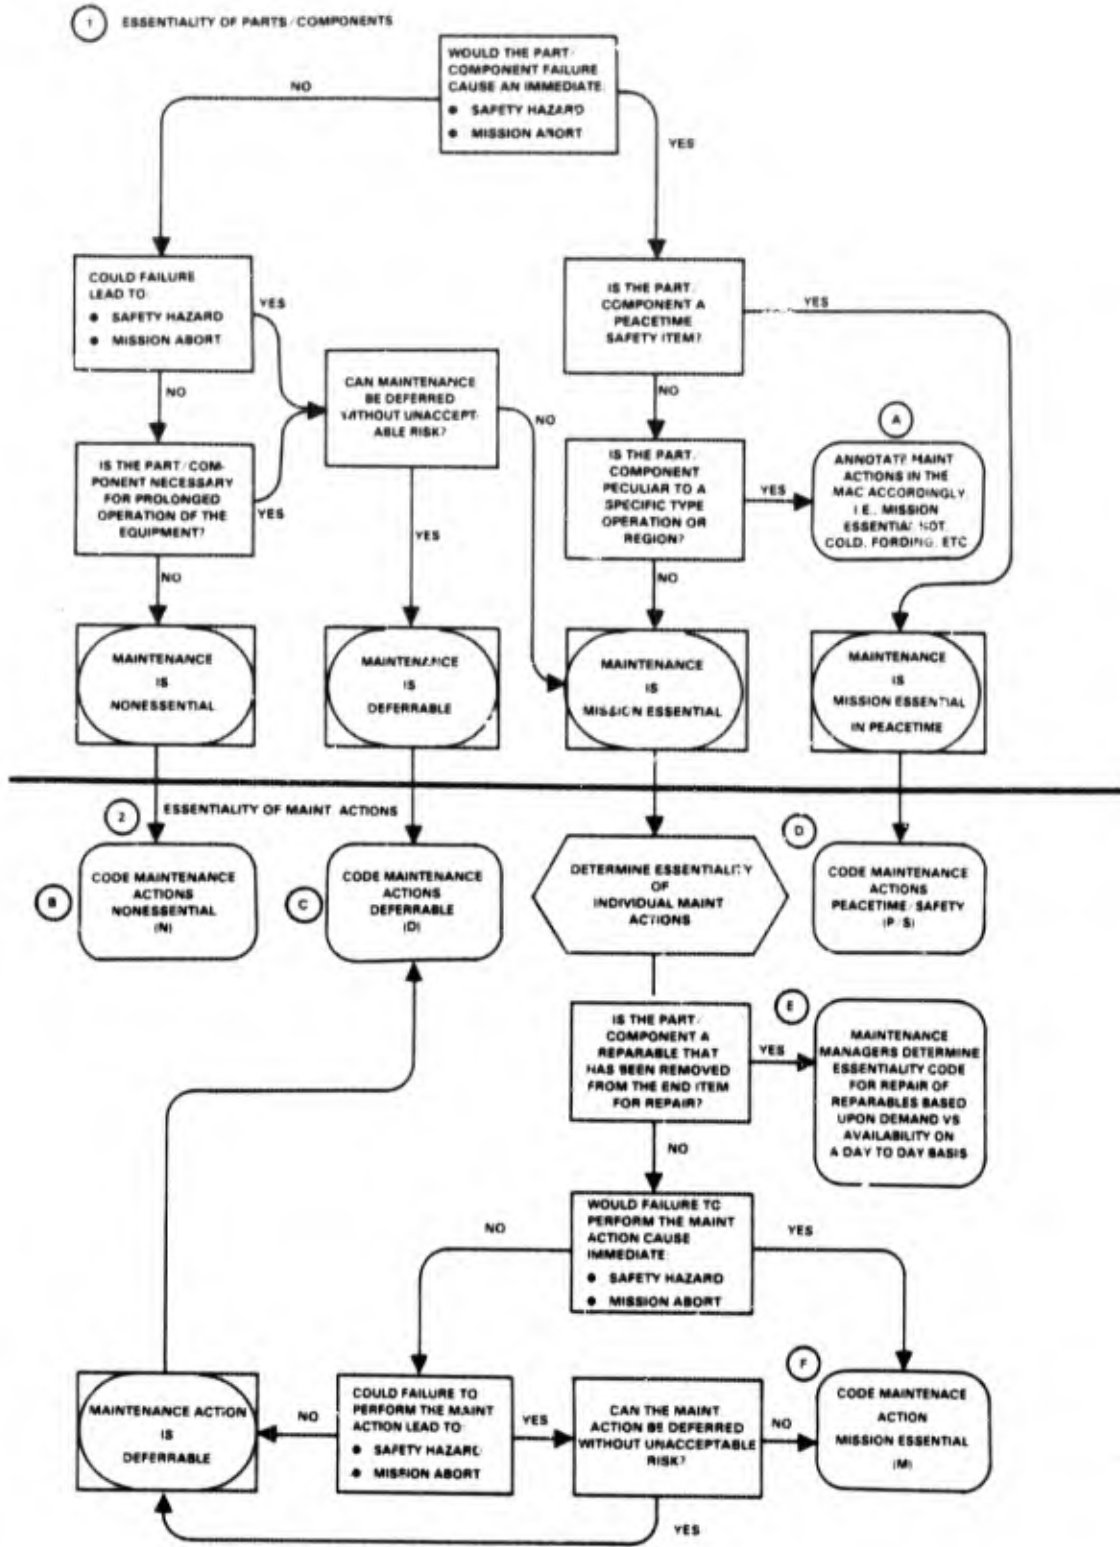 1 ESSENTIALITY OF PARTS/COMPONENTS
WOULD THE PART/
COMPONENT FAILURE
CAUSE AN IMMEDIATE:
● SAFETY HAZARD
● MISSION ABORT
NO
YES
COULD FAILURE
LEAD TO:
● SAFETY HAZARD
● MISSION ABORT
YES
NO
IS THE PART/
COMPONENT A
PEACETIME
SAFETY ITEM?
YES
NO
CAN MAINTENANCE
BE DEFERRED
WITHOUT UNACCEPT-
ABLE RISK?
NO
YES
IS THE PART/COM-
PONENT NECESSARY
FOR PROLONGED
OPERATION OF THE
EQUIPMENT?
YES
NO
IS THE PART/
COMPONENT
PECULIAR TO A
SPECIFIC TYPE
OPERATION OR
REGION?
YES
NO
A
ANNOTATE MAINT
ACTIONS IN THE
MAC ACCORDINGLY,
I.E., MISSION
ESSENTIAL HOT,
COLD, FORDING, ETC
MAINTENANCE
IS
NONESSENTIAL
MAINTENANCE
IS
DEFERRABLE
MAINTENANCE
IS
MISSION ESSENTIAL
MAINTENANCE
IS
MISSION ESSENTIAL
IN PEACETIME
2 ESSENTIALITY OF MAINT ACTIONS
B
CODE MAINTENANCE
ACTIONS
NONESSENTIAL
(N)
C
CODE MAINTENANCE
ACTIONS
DEFERRABLE
(D)
DETERMINE ESSENTIALITY
OF
INDIVIDUAL MAINT
ACTIONS
D
CODE MAINTENANCE
ACTIONS
PEACETIME/SAFETY
(P/S)
IS THE PART/
COMPONENT A
REPARABLE THAT
HAS BEEN REMOVED
FROM THE END ITEM
FOR REPAIR?
YES
NO
E
MAINTENANCE
MANAGERS DETERMINE
ESSENTIALITY CODE
FOR REPAIR OF
REPARABLES BASED
UPON DEMAND VS
AVAILABILITY ON
A DAY TO DAY BASIS
WOULD FAILURE TO
PERFORM THE MAINT
ACTION CAUSE
IMMEDIATE:
● SAFETY HAZARD
● MISSION ABORT
NO
YES
MAINTENANCE ACTION
IS
DEFERRABLE
NO
COULD FAILURE TO
PERFORM THE MAINT
ACTION LEAD TO:
● SAFETY HAZARD
● MISSION ABORT
YES
CAN THE MAINT
ACTION BE DEFERRED
WITHOUT UNACCEPTABLE
RISK?
NO
YES
F
CODE MAINTENACE
ACTION
MISSION ESSENTIAL
(M)